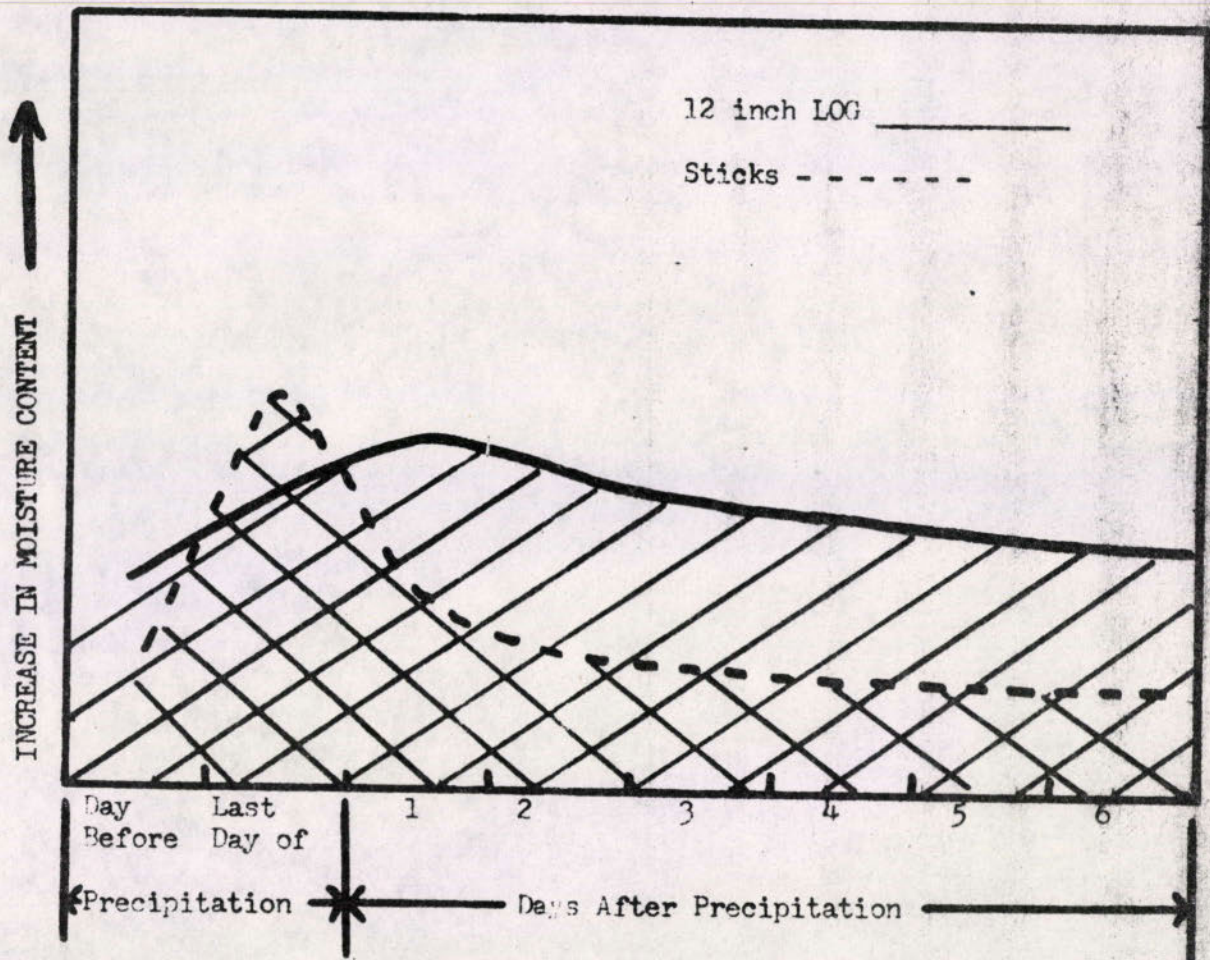 12 inch LOG
Sticks
INCREASE IN MOISTURE CONTENT
Day Last 1 2 3 4 5 6
Before Day of
Precipitation Days After Precipitation